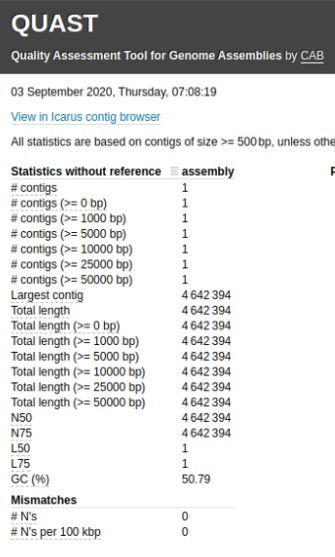 QUAST
Quality Assessment Tool for Genome Assemblies by CAB
03 September 2020, Thursday, 07:08:19
View in Icarus contig browser
All statistics are based on contigs of size >= 500 bp, unless othe
Statistics without reference assembly
# contigs 1
# contigs (>= 0 bp) 1
# contigs (>= 1000 bp) 1
# contigs (>= 5000 bp) 1
# contigs (>= 10000 bp) 1
# contigs (>= 25000 bp) 1
# contigs (>= 50000 bp) 1
Largest contig 4 642 394
Total length 4 642 394
Total length (>= 0 bp) 4 642 394
Total length (>= 1000 bp) 4 642 394
Total length (>= 5000 bp) 4 642 394
Total length (>= 10000 bp) 4 642 394
Total length (>= 25000 bp) 4 642 394
Total length (>= 50000 bp) 4 642 394
N50 4 642 394
N75 4 642 394
L50 1
L75 1
GC (%) 50.79
Mismatches
# N's 0
# N's per 100 kbp 0